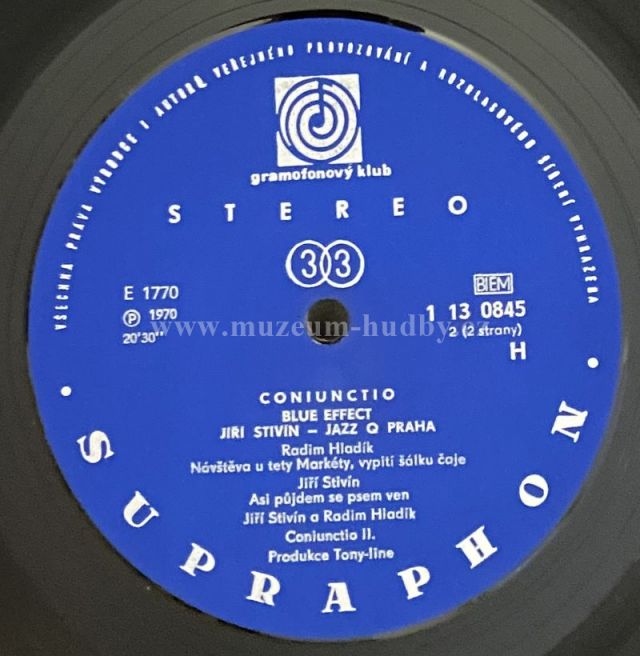 VŠECHNA PRÁVA VÝROBCE I AUTORŮ VEŘEJNÉHO PROVOZOVÁNÍ A ROZHLASOVÉHO ŠÍŘENÍ VYHRAZENA
gramofonový klub
STEREO
33
E 1770
Ⓟ 1970
20'30''
BIEM
1 13 0845
2 (2 strany)
H
www.muzeum-hudby.cz
CONIUNCTIO
BLUE EFFECT
JIŘÍ STIVÍN – JAZZ Q PRAHA
Radim Hladík
Návštěva u tety Markéty, vypití šálku čaje
Jiří Stivín
Asi půjdem se psem ven
Jiří Stivín a Radim Hladík
Coniunctio II.
Produkce Tony-line
• SUPRAPHON •